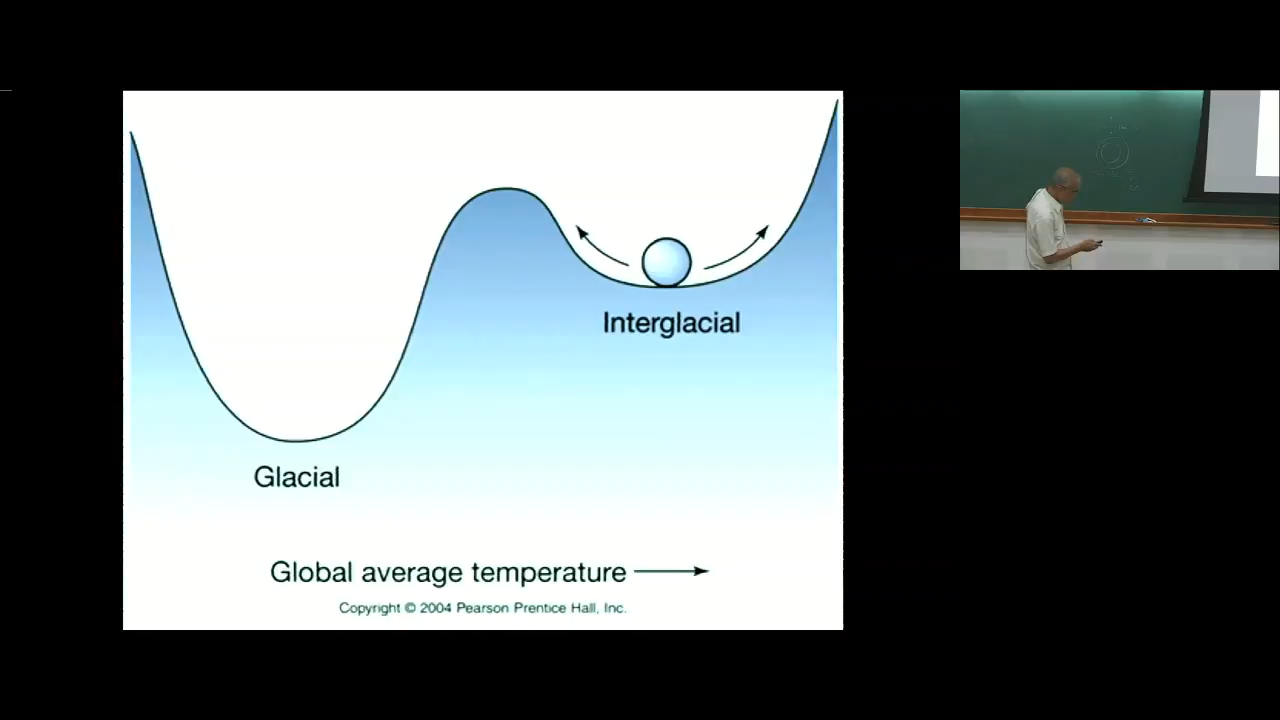 Interglacial
Glacial
Global average temperature
Copyright © 2004 Pearson Prentice Hall, Inc.